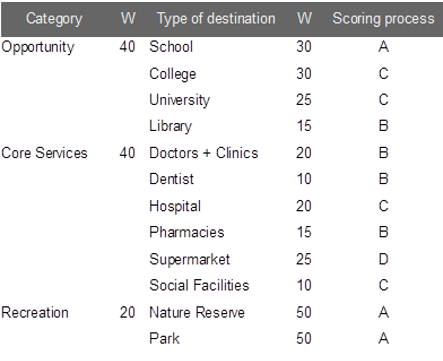 Category W Type of destination W Scoring process
Opportunity 40 School 30 A
College 30 C
University 25 C
Library 15 B
Core Services 40 Doctors + Clinics 20 B
Dentist 10 B
Hospital 20 C
Pharmacies 15 B
Supermarket 25 D
Social Facilities 10 C
Recreation 20 Nature Reserve 50 A
Park 50 A